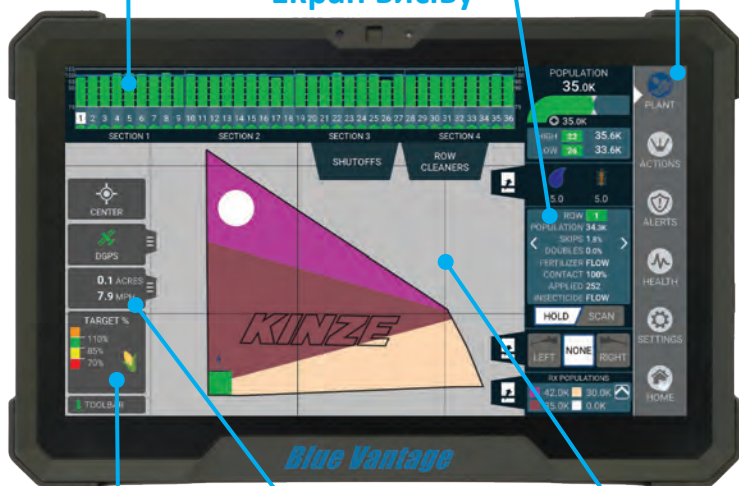 Екран висіву
POPULATION
35.0K
35.0K
HIGH 22 35.6K
LOW 24 33.6K
5.0 5.0
PLANT
ACTIONS
ALERTS
HEALTH
SETTINGS
HOME
1 2 3 4 5 6 7 8 9 10 11 12 13 14 15 16 17 18 19 20 21 22 23 24 25 26 27 28 29 30 31 32 33 34 35 36
SECTION 1 SECTION 2 SECTION 3 SECTION 4
SHUTOFFS
ROW
CLEANERS
CENTER
DGPS
0.1 ACRES
7.9 MPH
TARGET %
110%
85%
70%
TOOLBAR
KINZE
ROW 1
POPULATION 34.3K
SKIPS 1.8%
DOUBLES 0.0%
FERTILIZER FLOW
CONTACT 100%
APPLIED 252
INSECTICIDE FLOW
HOLD SCAN
LEFT NONE RIGHT
RX POPULATIONS
42.0K 30.0K
35.0K 0.0K
Blue Vantage